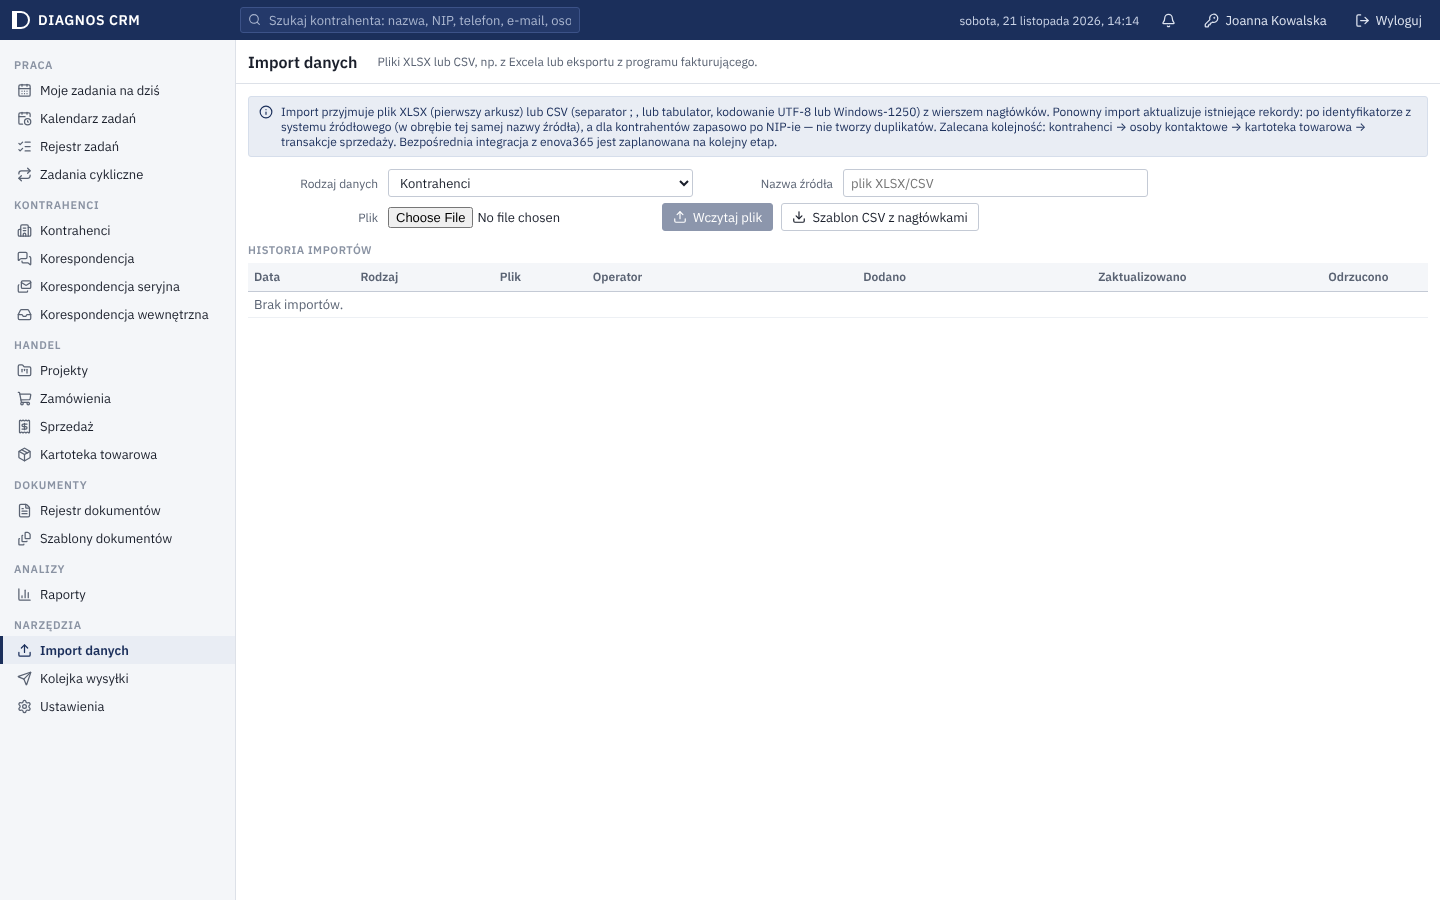 DIAGNOS CRM
Szukaj kontrahenta: nazwa, NIP, telefon, e-mail, oso
sobota, 21 listopada 2026, 14:14
Joanna Kowalska
Wyloguj
PRACA
Moje zadania na dziś
Kalendarz zadań
Rejestr zadań
Zadania cykliczne
KONTRAHENCI
Kontrahenci
Korespondencja
Korespondencja seryjna
Korespondencja wewnętrzna
HANDEL
Projekty
Zamówienia
Sprzedaż
Kartoteka towarowa
DOKUMENTY
Rejestr dokumentów
Szablony dokumentów
ANALIZY
Raporty
NARZĘDZIA
Import danych
Kolejka wysyłki
Ustawienia
Import danych
Pliki XLSX lub CSV, np. z Excela lub eksportu z programu fakturującego.
Import przyjmuje plik XLSX (pierwszy arkusz) lub CSV (separator ; , lub tabulator, kodowanie UTF-8 lub Windows-1250) z wierszem nagłówków. Ponowny import aktualizuje istniejące rekordy: po identyfikatorze z
systemu źródłowego (w obrębie tej samej nazwy źródła), a dla kontrahentów zapasowo po NIP-ie — nie tworzy duplikatów. Zalecana kolejność: kontrahenci → osoby kontaktowe → kartoteka towarowa →
transakcje sprzedaży. Bezpośrednia integracja z enova365 jest zaplanowana na kolejny etap.
Rodzaj danych
Kontrahenci
Nazwa źródła
plik XLSX/CSV
Plik
Choose File No file chosen
Wczytaj plik
Szablon CSV z nagłówkami
HISTORIA IMPORTÓW
Data Rodzaj Plik Operator Dodano Zaktualizowano Odrzucono
Brak importów.